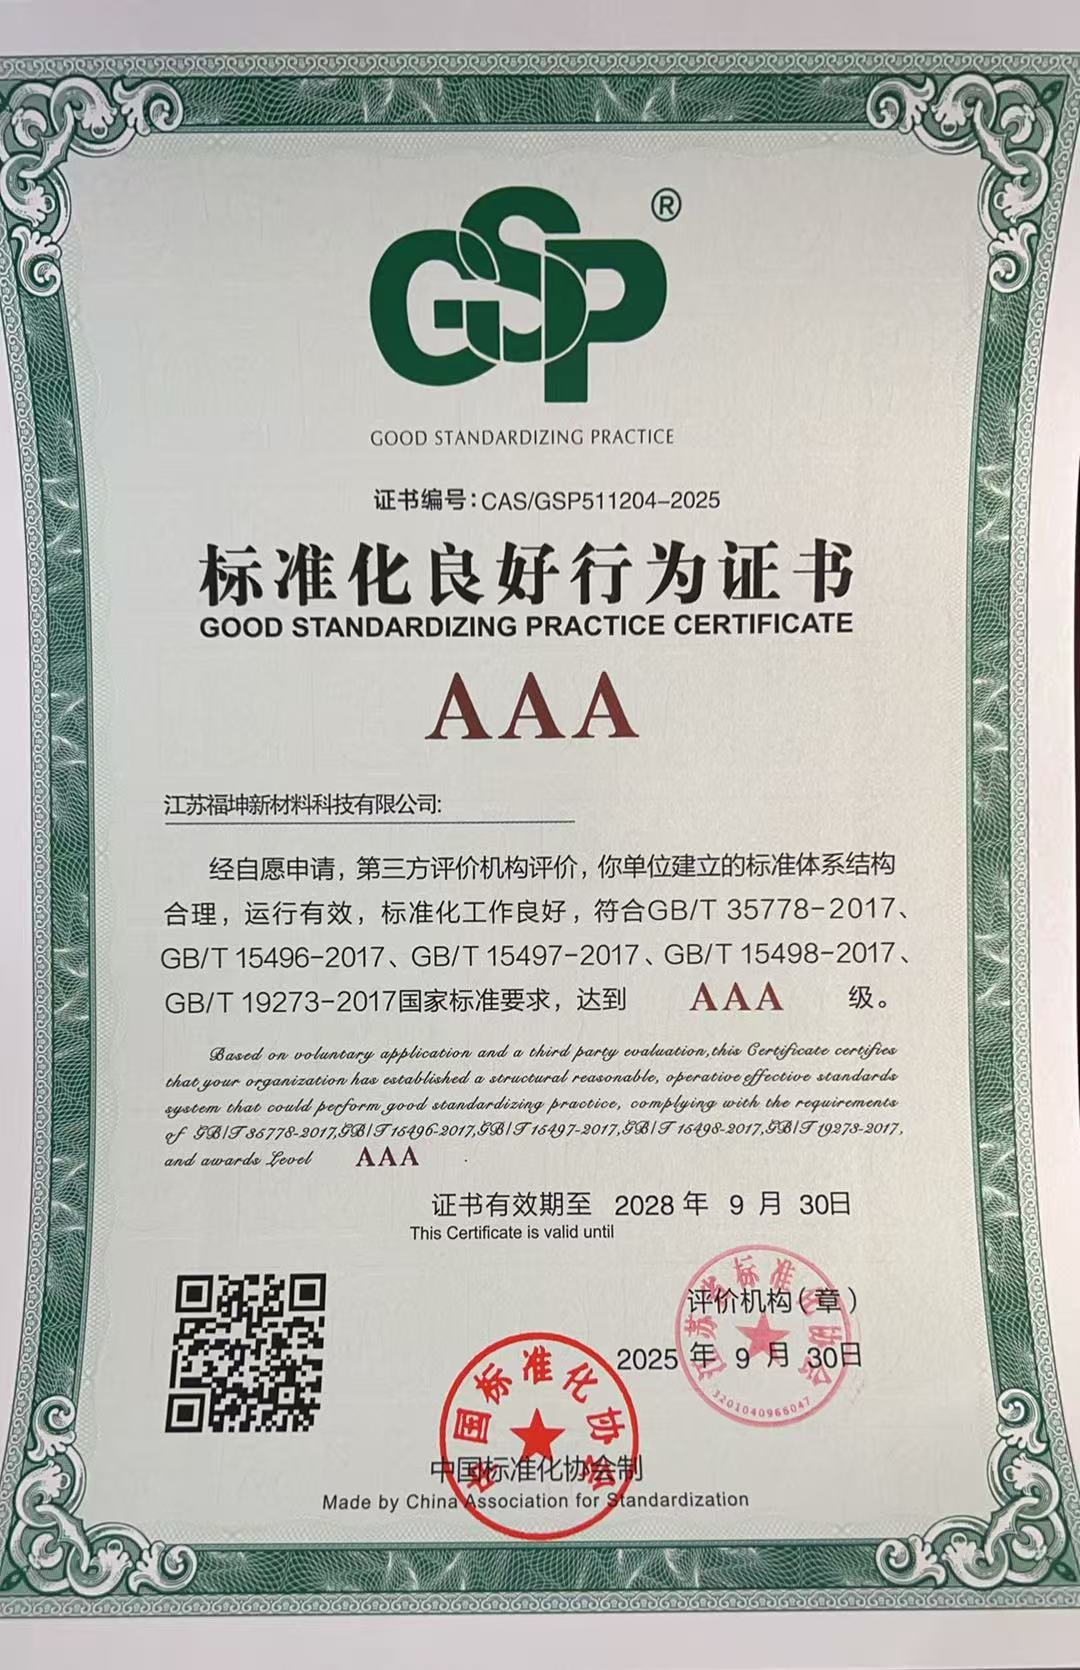 GSP®
GOOD STANDARDIZING PRACTICE
证书编号：CAS/GSP511204-2025
标准化良好行为证书
GOOD STANDARDIZING PRACTICE CERTIFICATE
AAA
江苏福坤新材料科技有限公司:
经自愿申请，第三方评价机构评价，你单位建立的标准体系结构
合理，运行有效，标准化工作良好，符合GB/T 35778-2017、
GB/T 15496-2017、GB/T 15497-2017、GB/T 15498-2017、
GB/T 19273-2017国家标准要求，达到 AAA 级。
Based on voluntary application and a third party evaluation,this Certificate certifies
that your organization has established a structural reasonable, operative effective standards
system that could perform good standardizing practice, complying with the requirements
of GB/T 35778-2017,GB/T 15496-2017,GB/T 15497-2017,GB/T 15498-2017,GB/T 19273-2017,
and awards Level AAA .
证书有效期至 2028 年 9 月 30日
This Certificate is valid until
评价机构（章）
江苏省标准化协会
3201040966047
2025 年 9 月 30日
中国标准化协会
中国标准化协会制
Made by China Association for Standardization